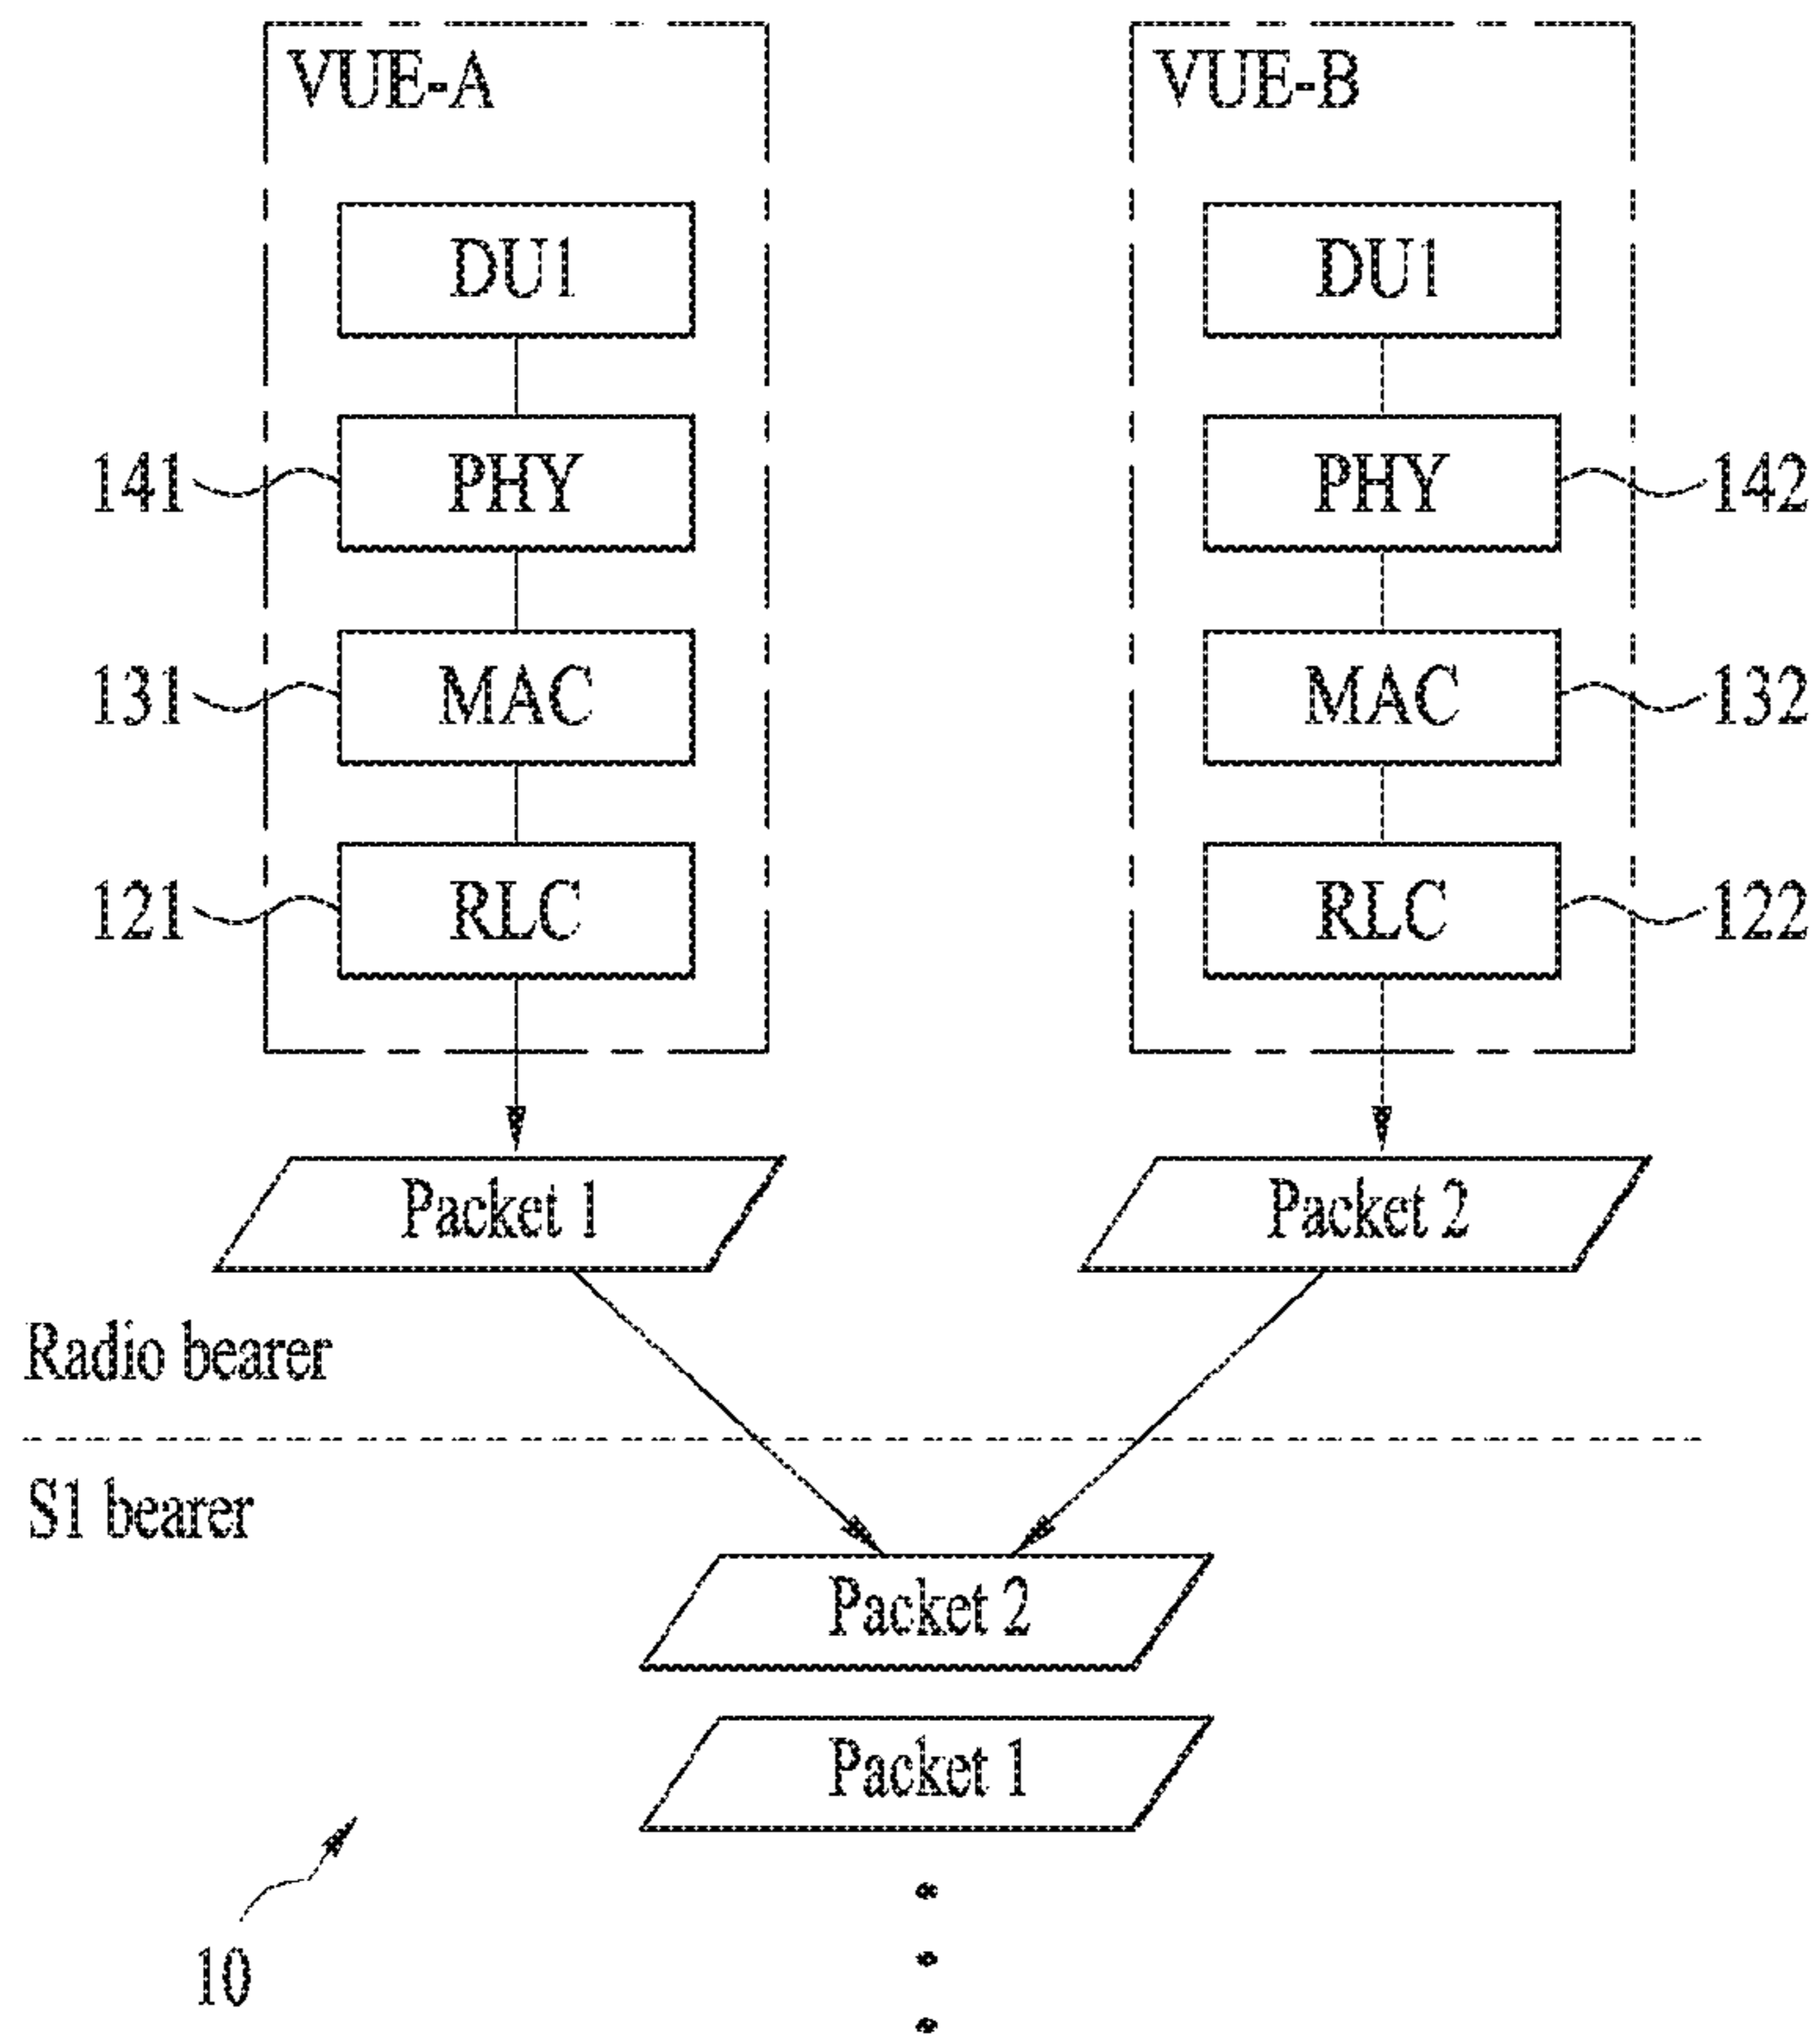 VUE-A VUE-B
DU1 DU1
141 PHY PHY 142
131 MAC MAC 132
121 RLC RLC 122
Packet 1 Packet 2
Radio bearer
S1 bearer
Packet 2
Packet 1
10